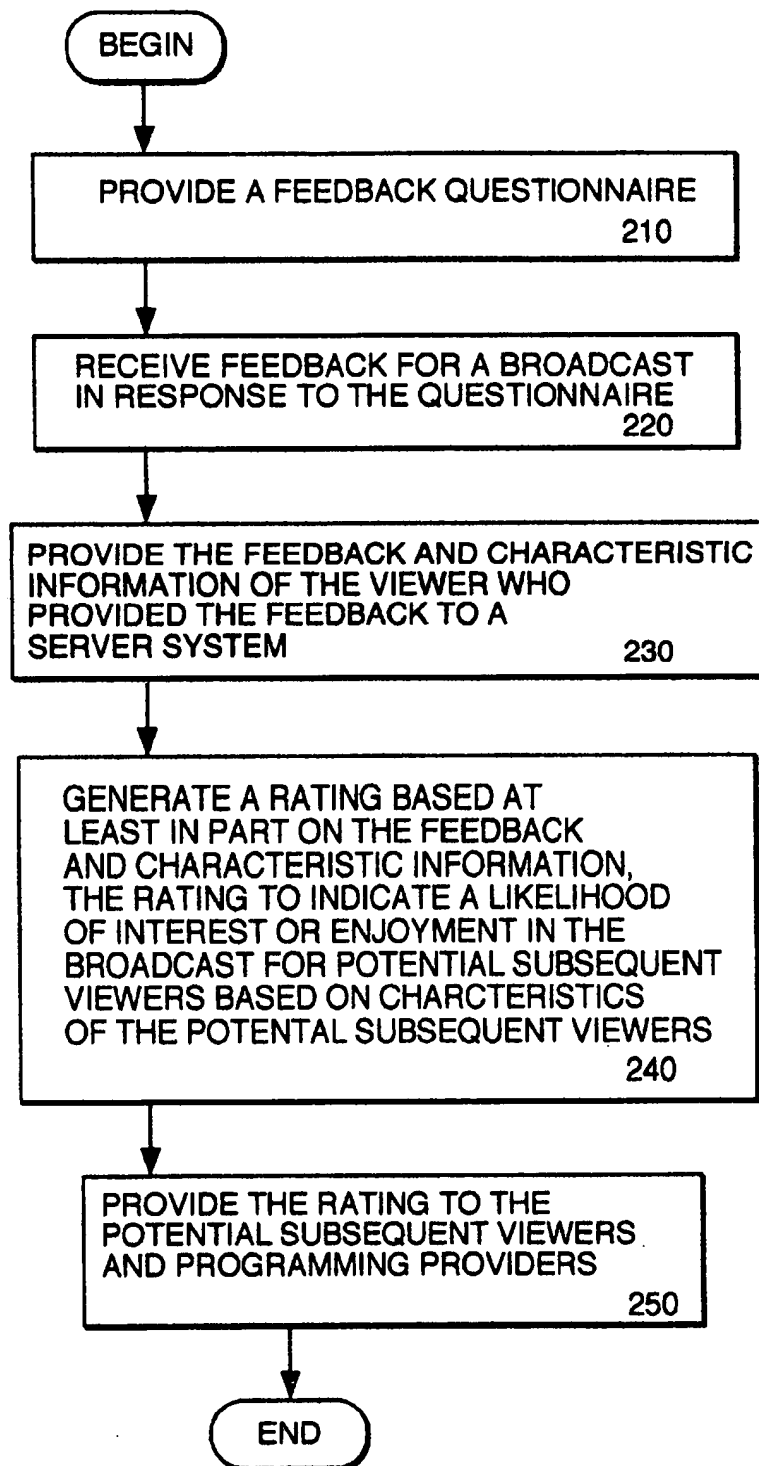 BEGIN
PROVIDE A FEEDBACK QUESTIONNAIRE
210
RECEIVE FEEDBACK FOR A BROADCAST
IN RESPONSE TO THE QUESTIONNAIRE
220
PROVIDE THE FEEDBACK AND CHARACTERISTIC
INFORMATION OF THE VIEWER WHO
PROVIDED THE FEEDBACK TO A
SERVER SYSTEM 230
GENERATE A RATING BASED AT
LEAST IN PART ON THE FEEDBACK
AND CHARACTERISTIC INFORMATION,
THE RATING TO INDICATE A LIKELIHOOD
OF INTEREST OR ENJOYMENT IN THE
BROADCAST FOR POTENTIAL SUBSEQUENT
VIEWERS BASED ON CHARCTERISTICS
OF THE POTENTAL SUBSEQUENT VIEWERS
240
PROVIDE THE RATING TO THE
POTENTIAL SUBSEQUENT VIEWERS
AND PROGRAMMING PROVIDERS
250
END